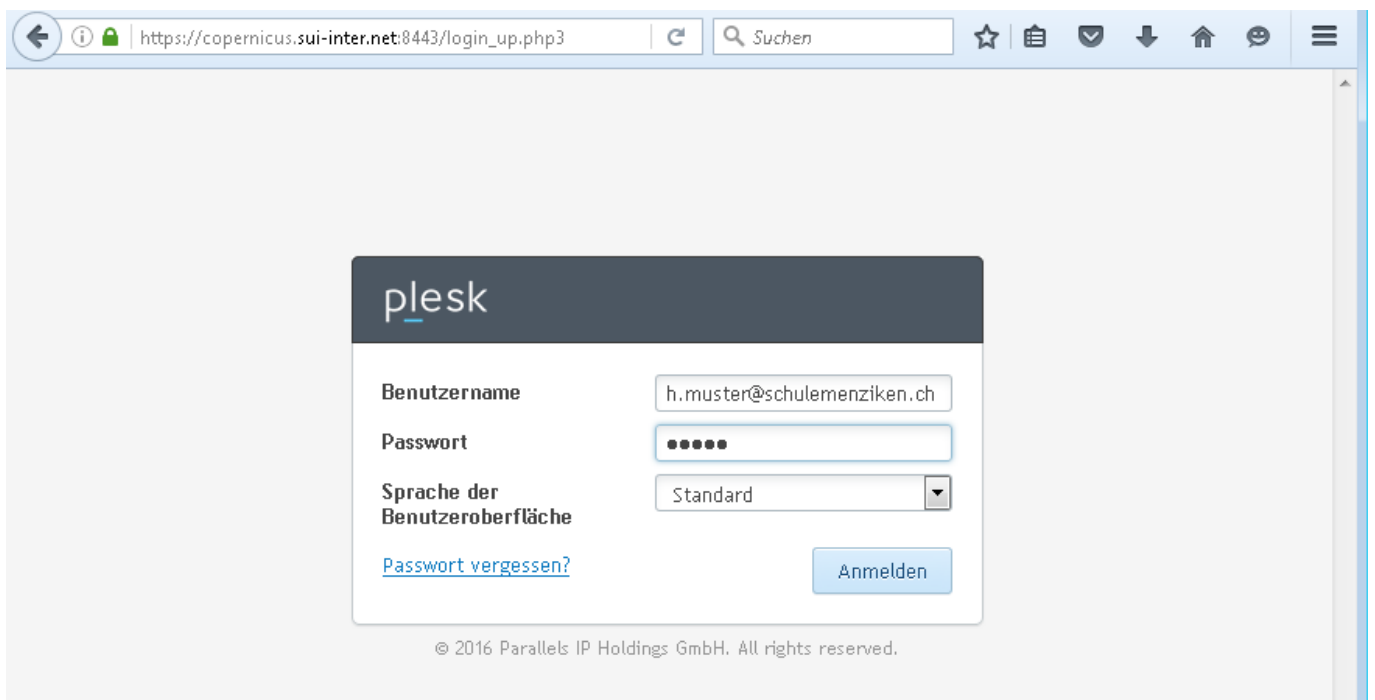 https://copernicus.sui-inter.net:8443/login_up.php3
Suchen
plesk
Benutzername
h.muster@schulemenziken.ch
Passwort
●●●●●
Sprache der
Benutzeroberfläche
Standard
Passwort vergessen?
Anmelden
© 2016 Parallels IP Holdings GmbH. All rights reserved.